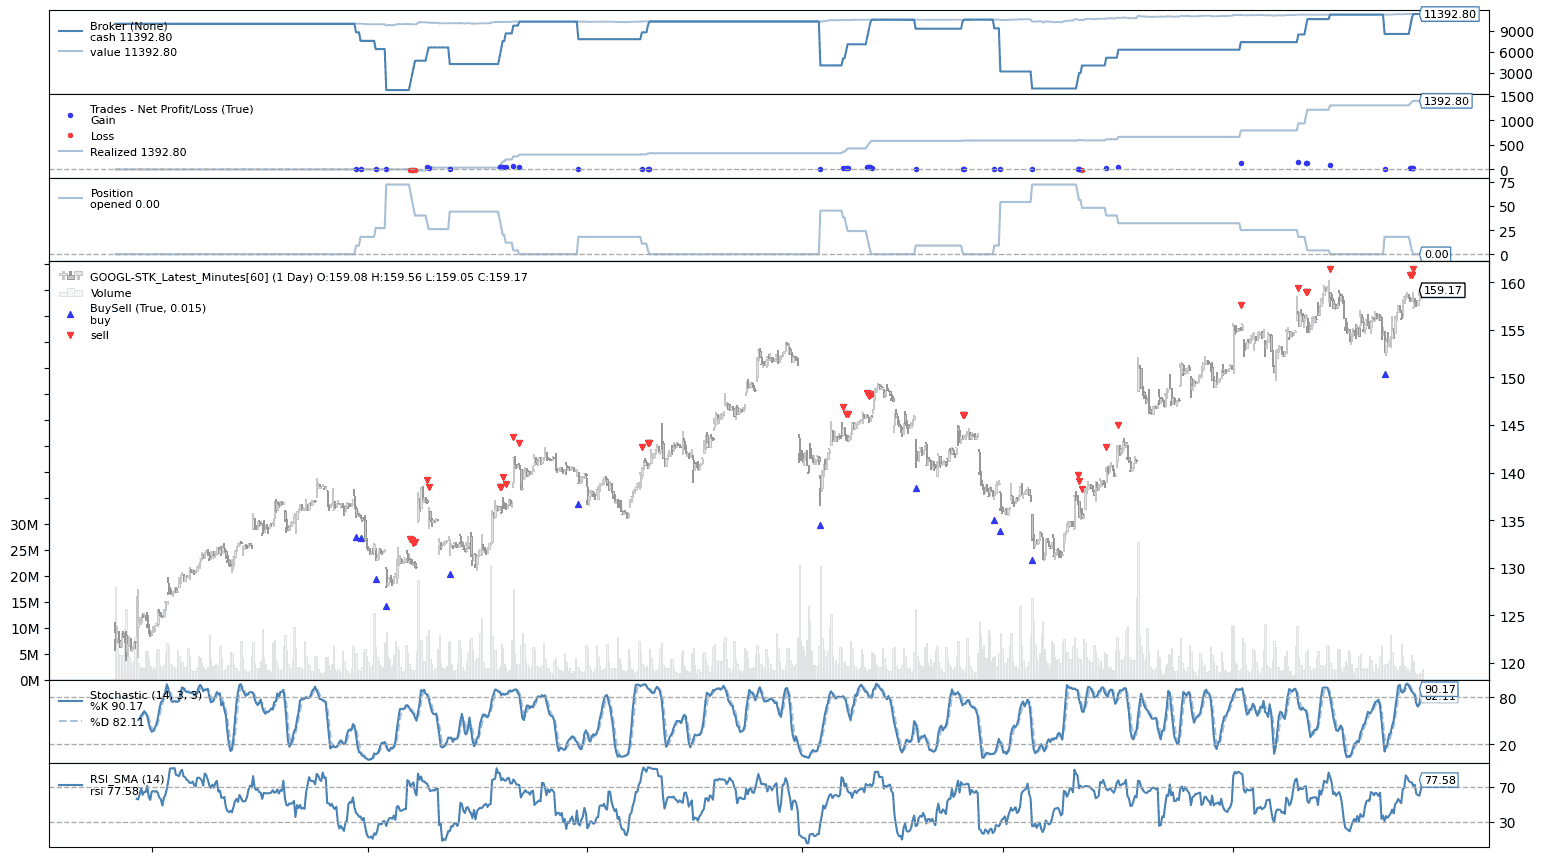 Broker (None)
cash 11392.80
value 11392.80
11392.80
9000
6000
3000
Trades - Net Profit/Loss (True)
Gain
Loss
Realized 1392.80
1500
1392.80
1000
500
0
Position
opened 0.00
75
50
25
0
0.00
GOOGL-STK_Latest_Minutes[60] (1 Day) O:159.08 H:159.56 L:159.05 C:159.17
Volume
BuySell (True, 0.015)
buy
sell
160
159.17
155
150
145
140
135
130
125
120
30M
25M
20M
15M
10M
5M
0M
Stochastic (14, 3, 3)
%K 90.17
%D 82.11
90.17
82.11
80
20
RSI_SMA (14)
rsi 77.58
77.58
70
30